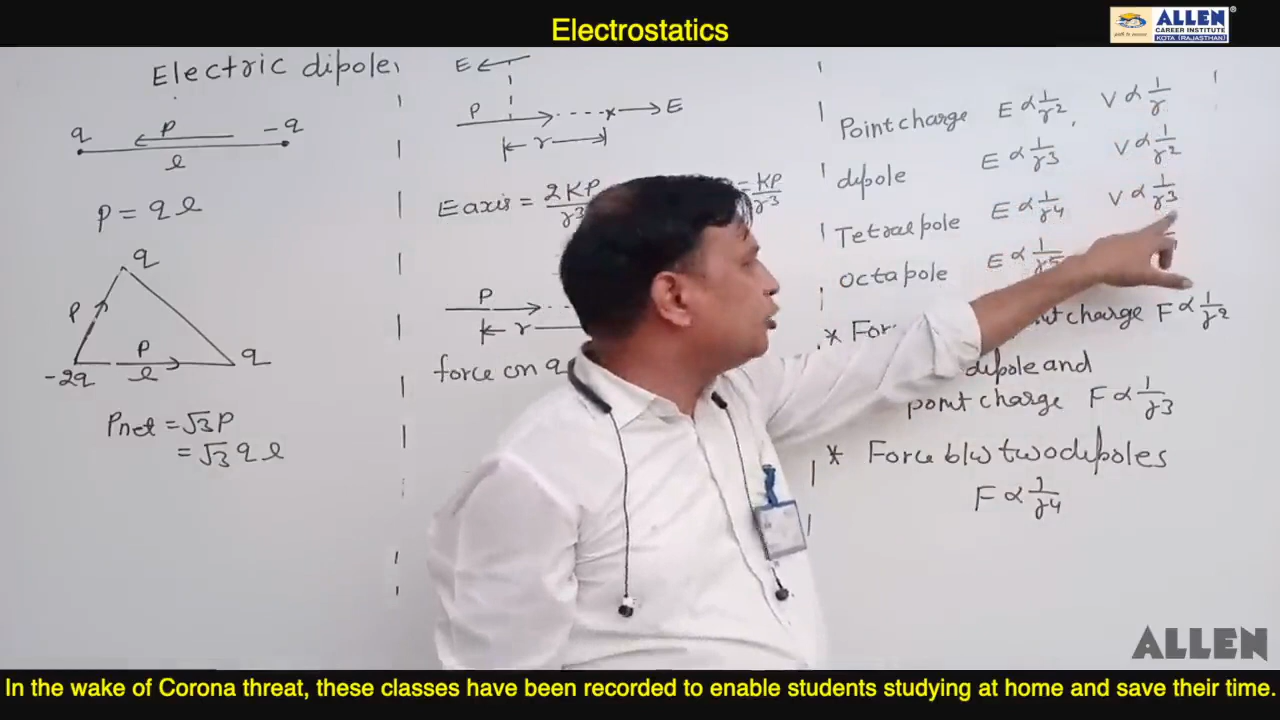 Electrostatics
ALLEN
CAREER INSTITUTE
KOTA (RAJASTHAN)
Electric dipole
q P -q
l
P = ql
q
P
P
-2q l q
Pnet = √3P
= √3ql
E
P x E
r
E axis = 2KP/r³
= KP/r³
P
r
force on q
Point charge E ∝ 1/r², V ∝ 1/r
dipole E ∝ 1/r³ V ∝ 1/r²
Tetrapole E ∝ 1/r⁴ V ∝ 1/r³
octapole E ∝ 1/r⁵
* charge F ∝ 1/r²
dipole and
point charge F ∝ 1/r³
* Force b/w two dipoles
F ∝ 1/r⁴
ALLEN
In the wake of Corona threat, these classes have been recorded to enable students studying at home and save their time.